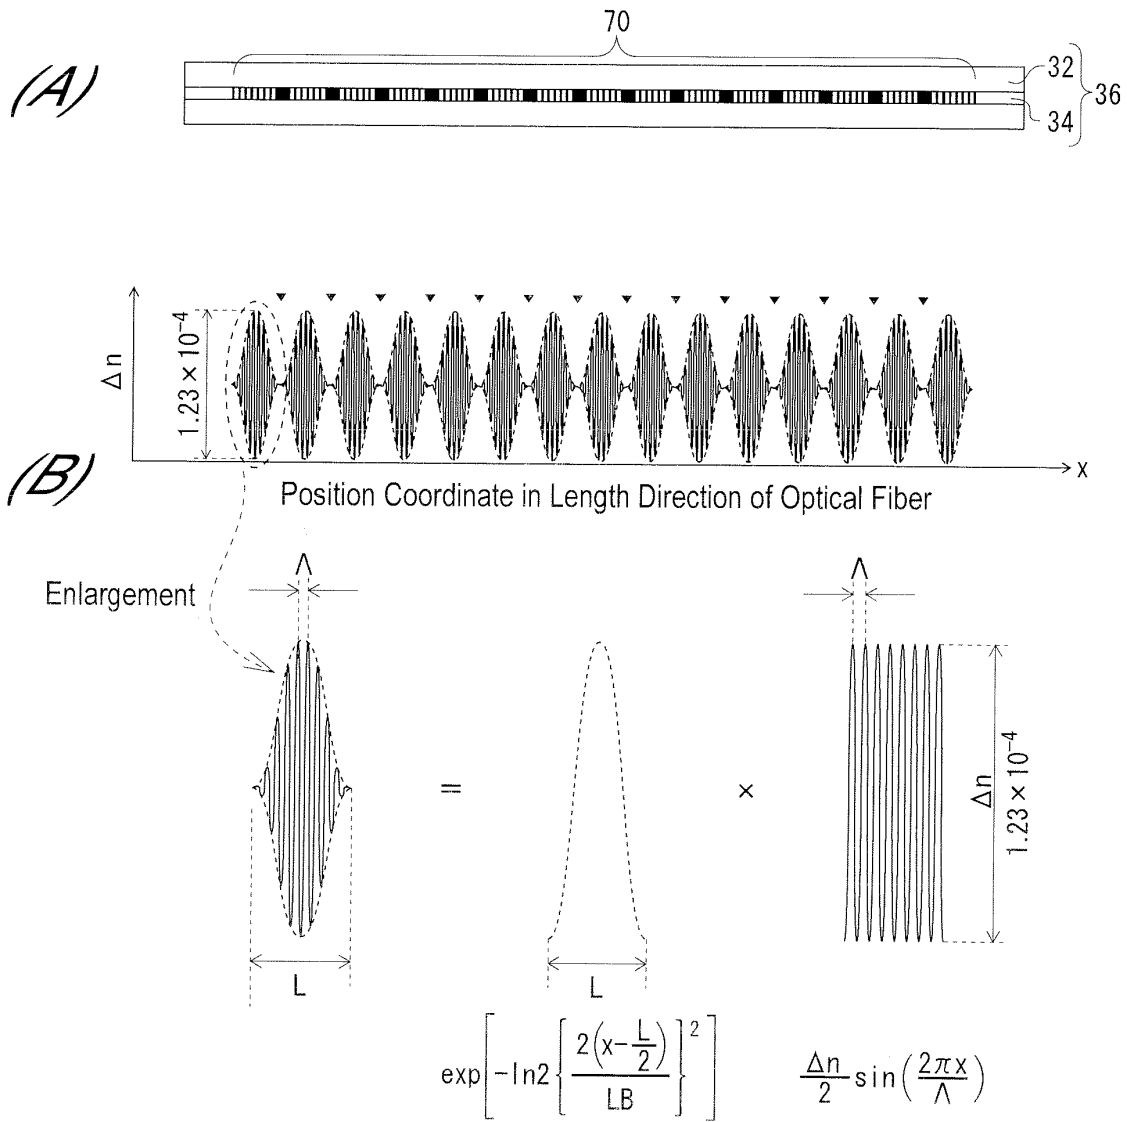 70
(A)
32
36
34
Δn
1.23×10⁻⁴
(B)
x
Position Coordinate in Length Direction of Optical Fiber
Λ
Λ
Enlargement
=
×
Δn
1.23×10⁻⁴
L
L
exp[-ln2{2(x-L/2)/LB}²]
Δn/2 sin(2πx/Λ)